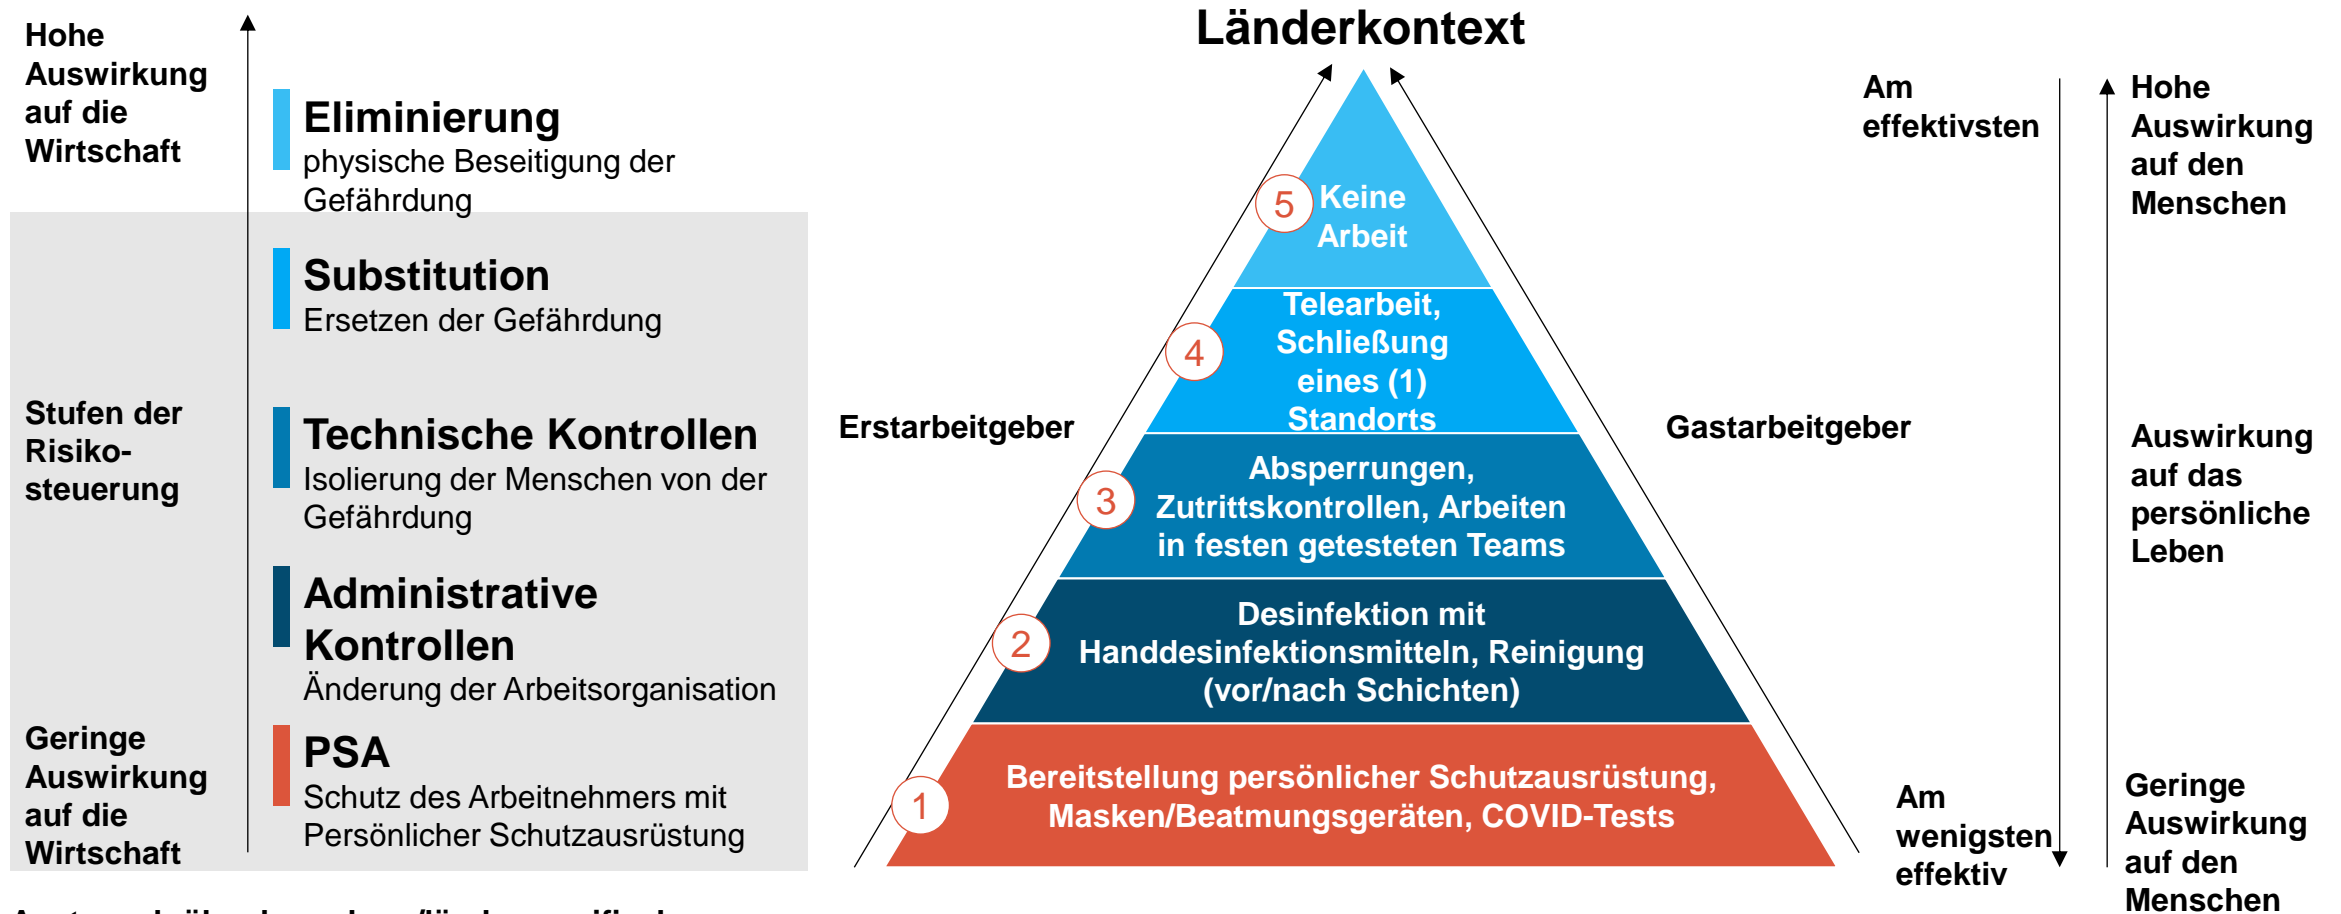 Länderkontext
Hohe
Auswirkung
auf die
Wirtschaft
Stufen der
Risiko-
steuerung
Geringe
Auswirkung
auf die
Wirtschaft
Eliminierung
physische Beseitigung der
Gefährdung
Substitution
Ersetzen der Gefährdung
Technische Kontrollen
Isolierung der Menschen von der
Gefährdung
Administrative
Kontrollen
Änderung der Arbeitsorganisation
PSA
Schutz des Arbeitnehmers mit
Persönlicher Schutzausrüstung
Erstarbeitgeber
5
Keine
Arbeit
4
Telearbeit,
Schließung
eines (1)
Standorts
3
Absperrungen,
Zutrittskontrollen, Arbeiten
in festen getesteten Teams
2
Desinfektion mit
Handdesinfektionsmitteln, Reinigung
(vor/nach Schichten)
1
Bereitstellung persönlicher Schutzausrüstung,
Masken/Beatmungsgeräten, COVID-Tests
Gastarbeitgeber
Am
effektivsten
Am
wenigsten
effektiv
Hohe
Auswirkung
auf den
Menschen
Auswirkung
auf das
persönliche
Leben
Geringe
Auswirkung
auf den
Menschen